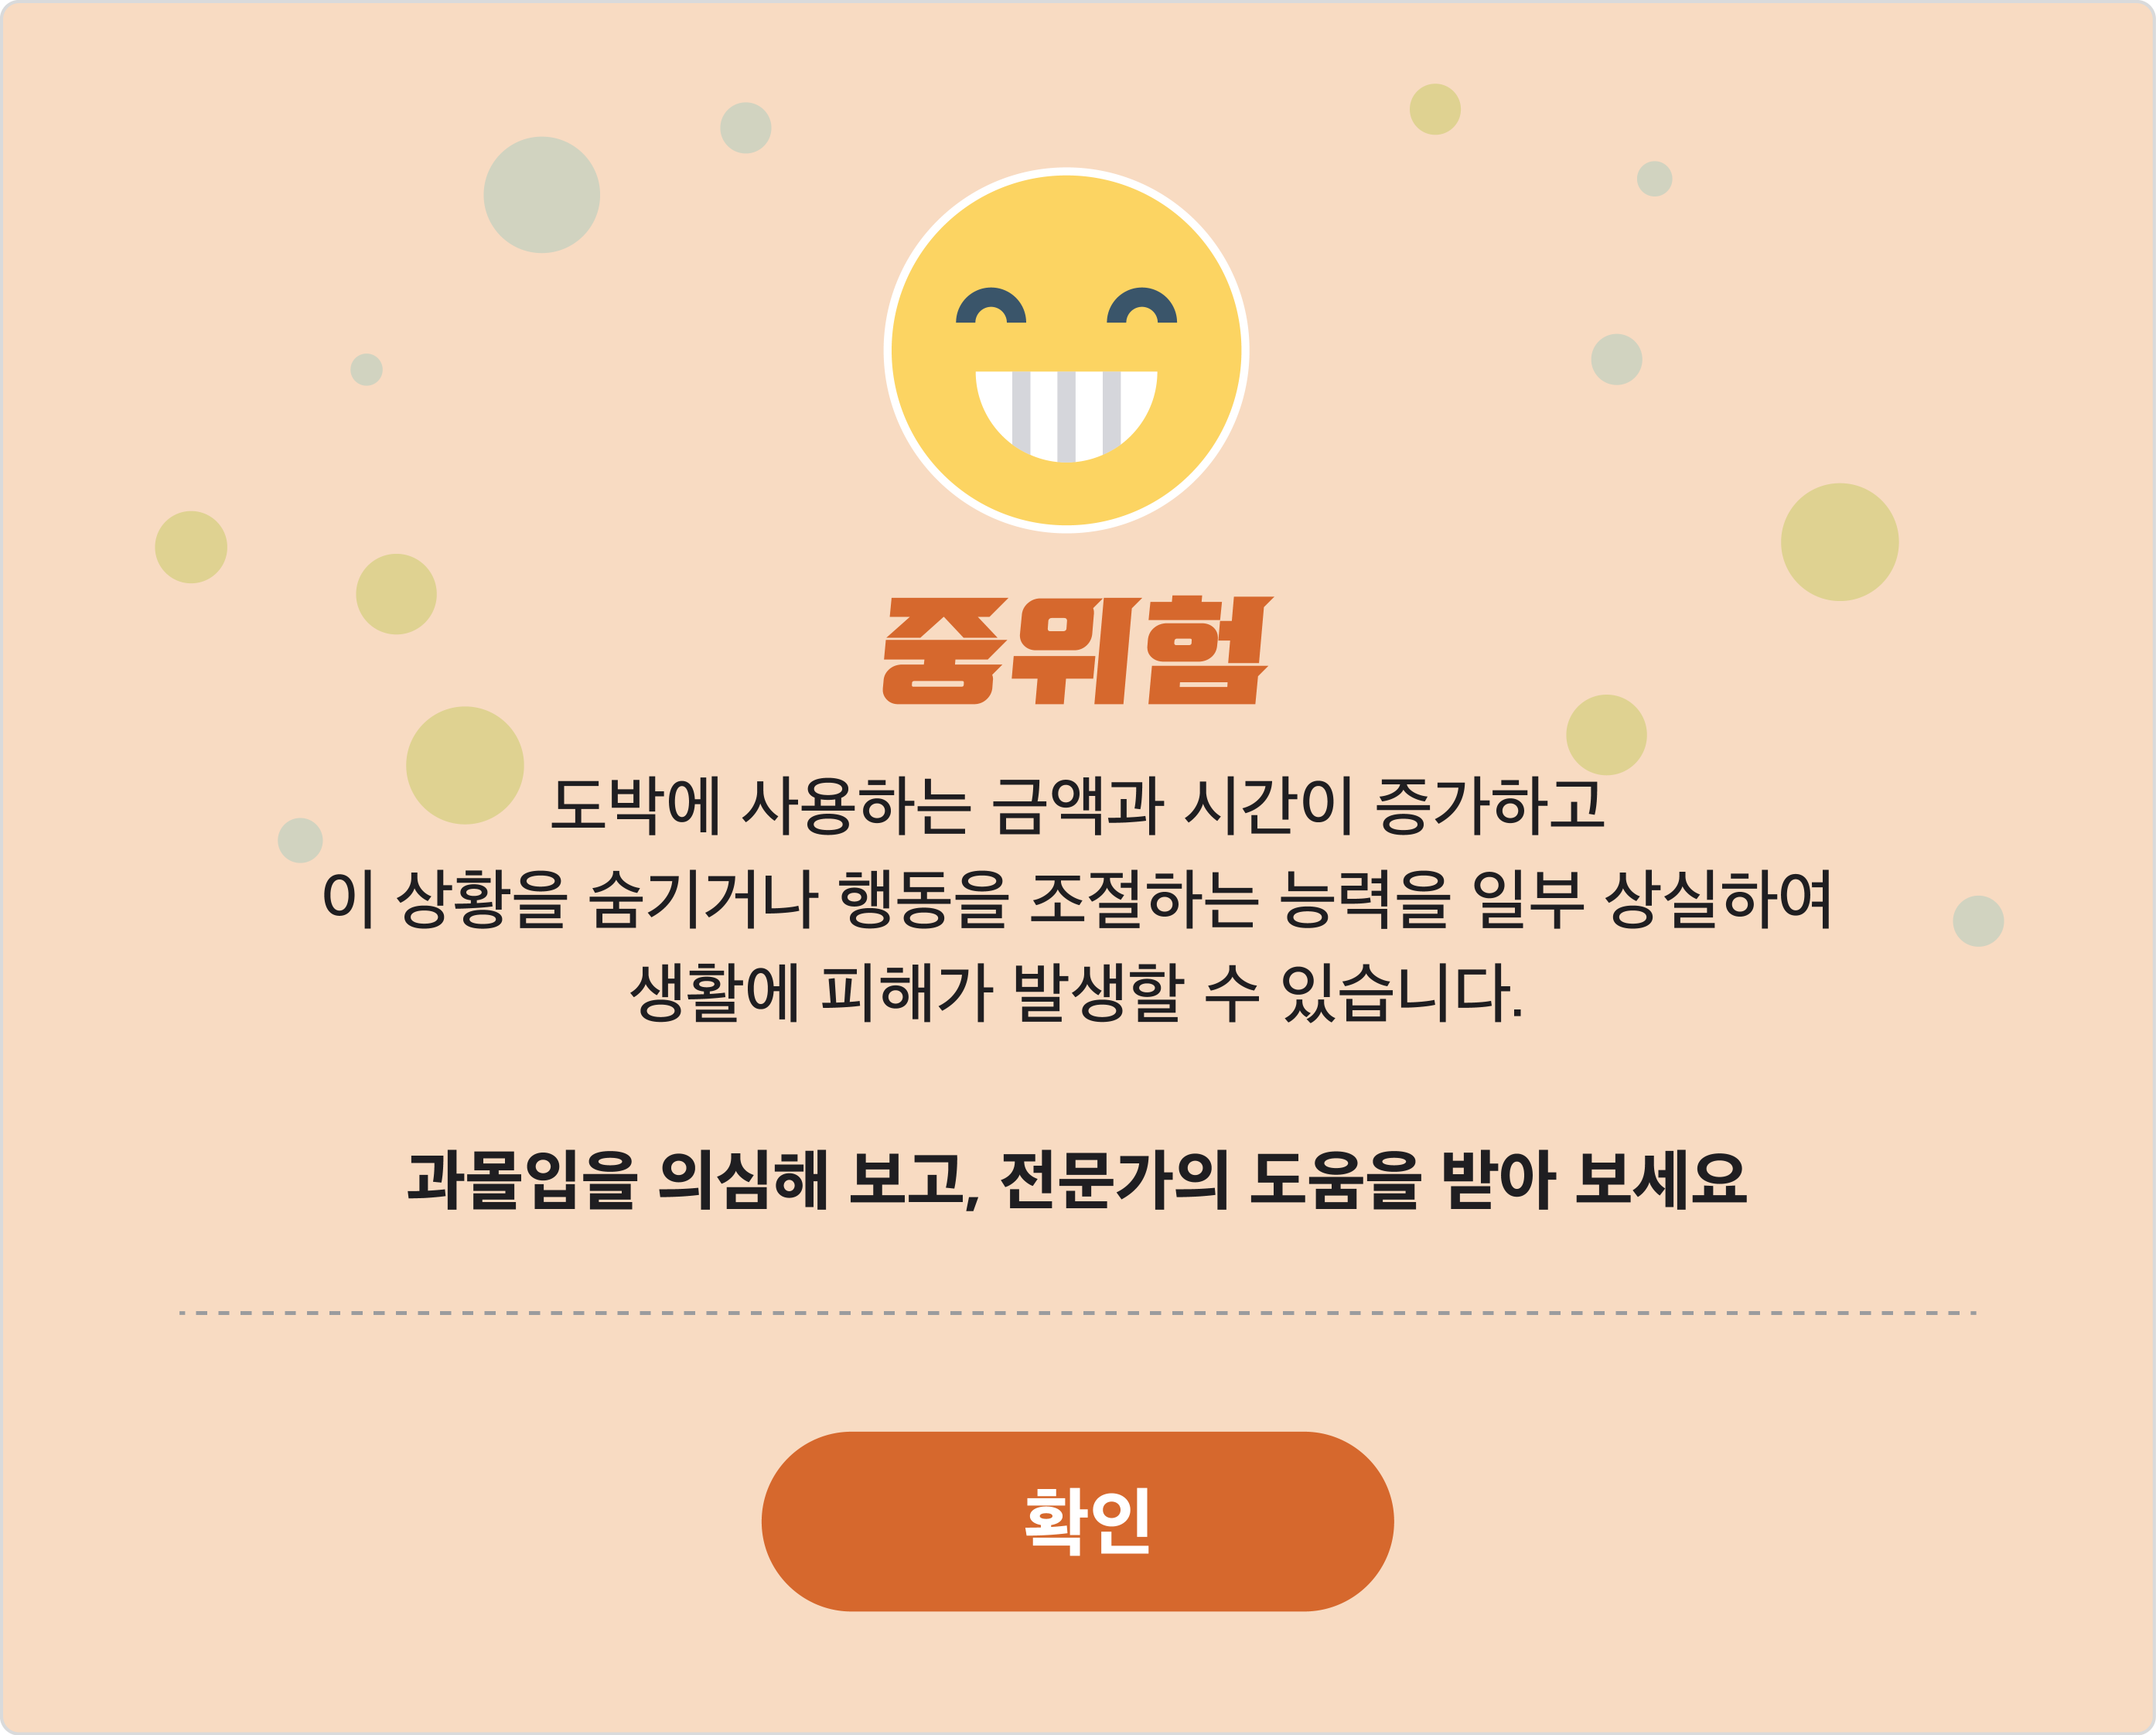 중위험
도박에 사용하는 금액과 시간이 증가하고
이 상황을 숨기거나 행동을 조절하는 능력을 일부 상실하여
생활에 피해가 발생할 수 있습니다.
과몰입을 의심해 보고, 전문가의 도움을 받아 보세요
확인